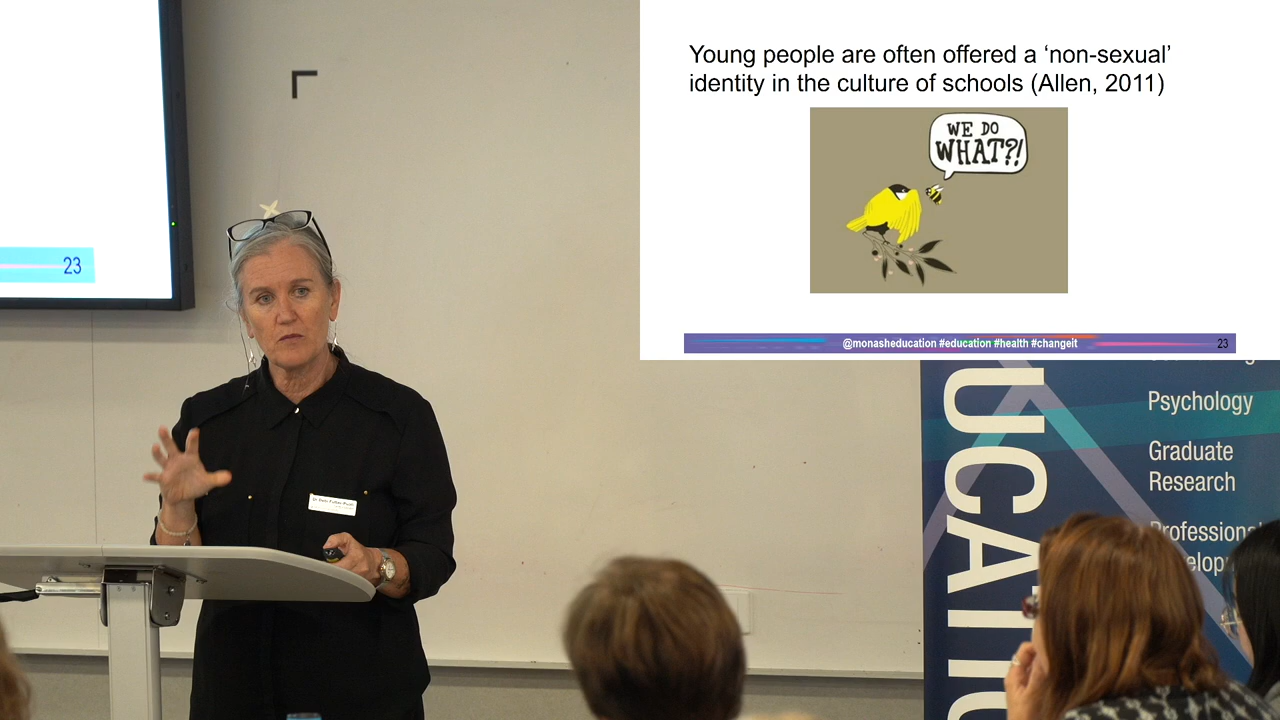 23
Young people are often offered a ‘non-sexual’
identity in the culture of schools (Allen, 2011)
WE DO
WHAT?!
@monasheducation #education #health #changeit
23
Psychology
Graduate
Research
Professional